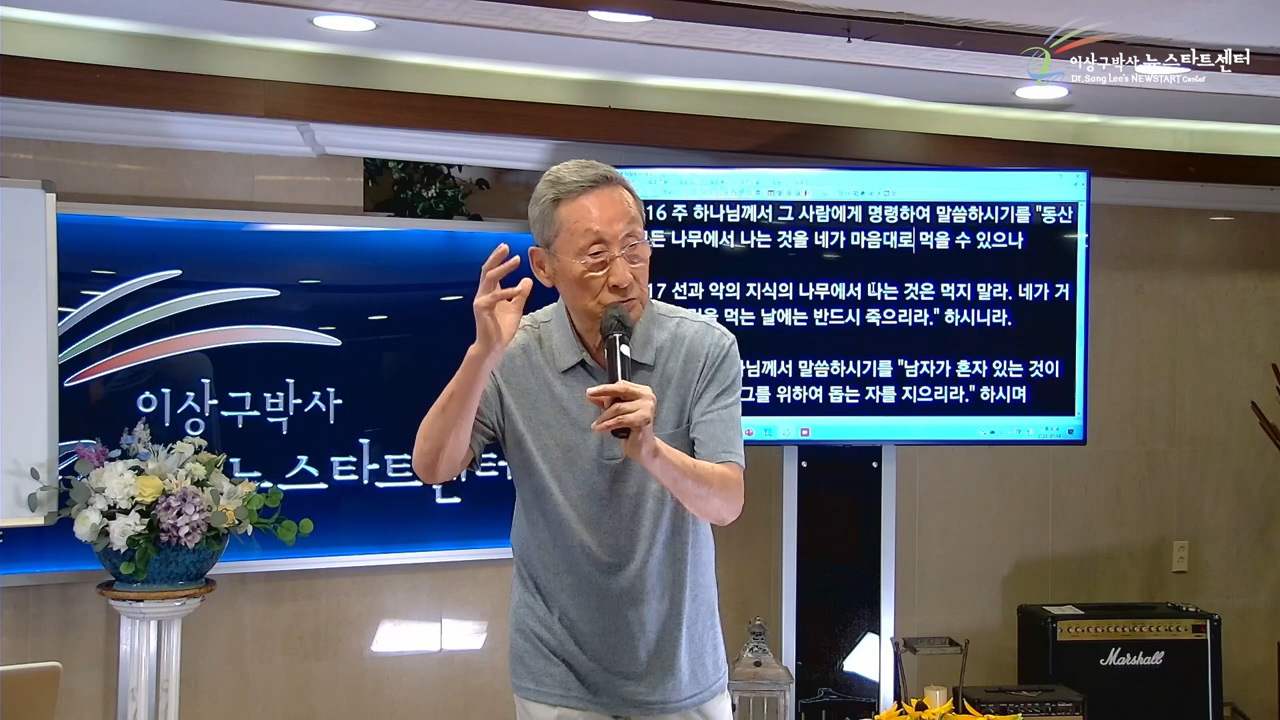 이상구박사 뉴스타트센터
Dr. Sang Lee's NEWSTART Center
16 주 하나님께서 그 사람에게 명령하여 말씀하시기를 "동산
나무에서 나는 것을 네가 마음대로 먹을 수 있으나
17 선과 악의 지식의 나무에서 나는 것은 먹지 말라. 네가 거
먹는 날에는 반드시 죽으리라." 하시니라.
말씀하시기를 "남자가 혼자 있는 것이
그를 위하여 돕는 자를 지으리라." 하시며
이상구박사
뉴스타트센터
Marshall